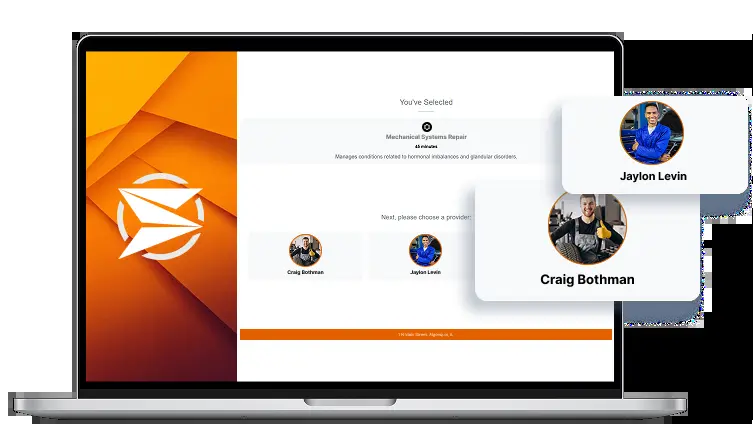 You've Selected
Mechanical Systems Repair
45 minutes
Manages conditions related to hormonal imbalances and glandular disorders.
Next, please choose a provider:
Craig Bothman
Jaylon Levin
Jaylon Levin
Craig Bothman